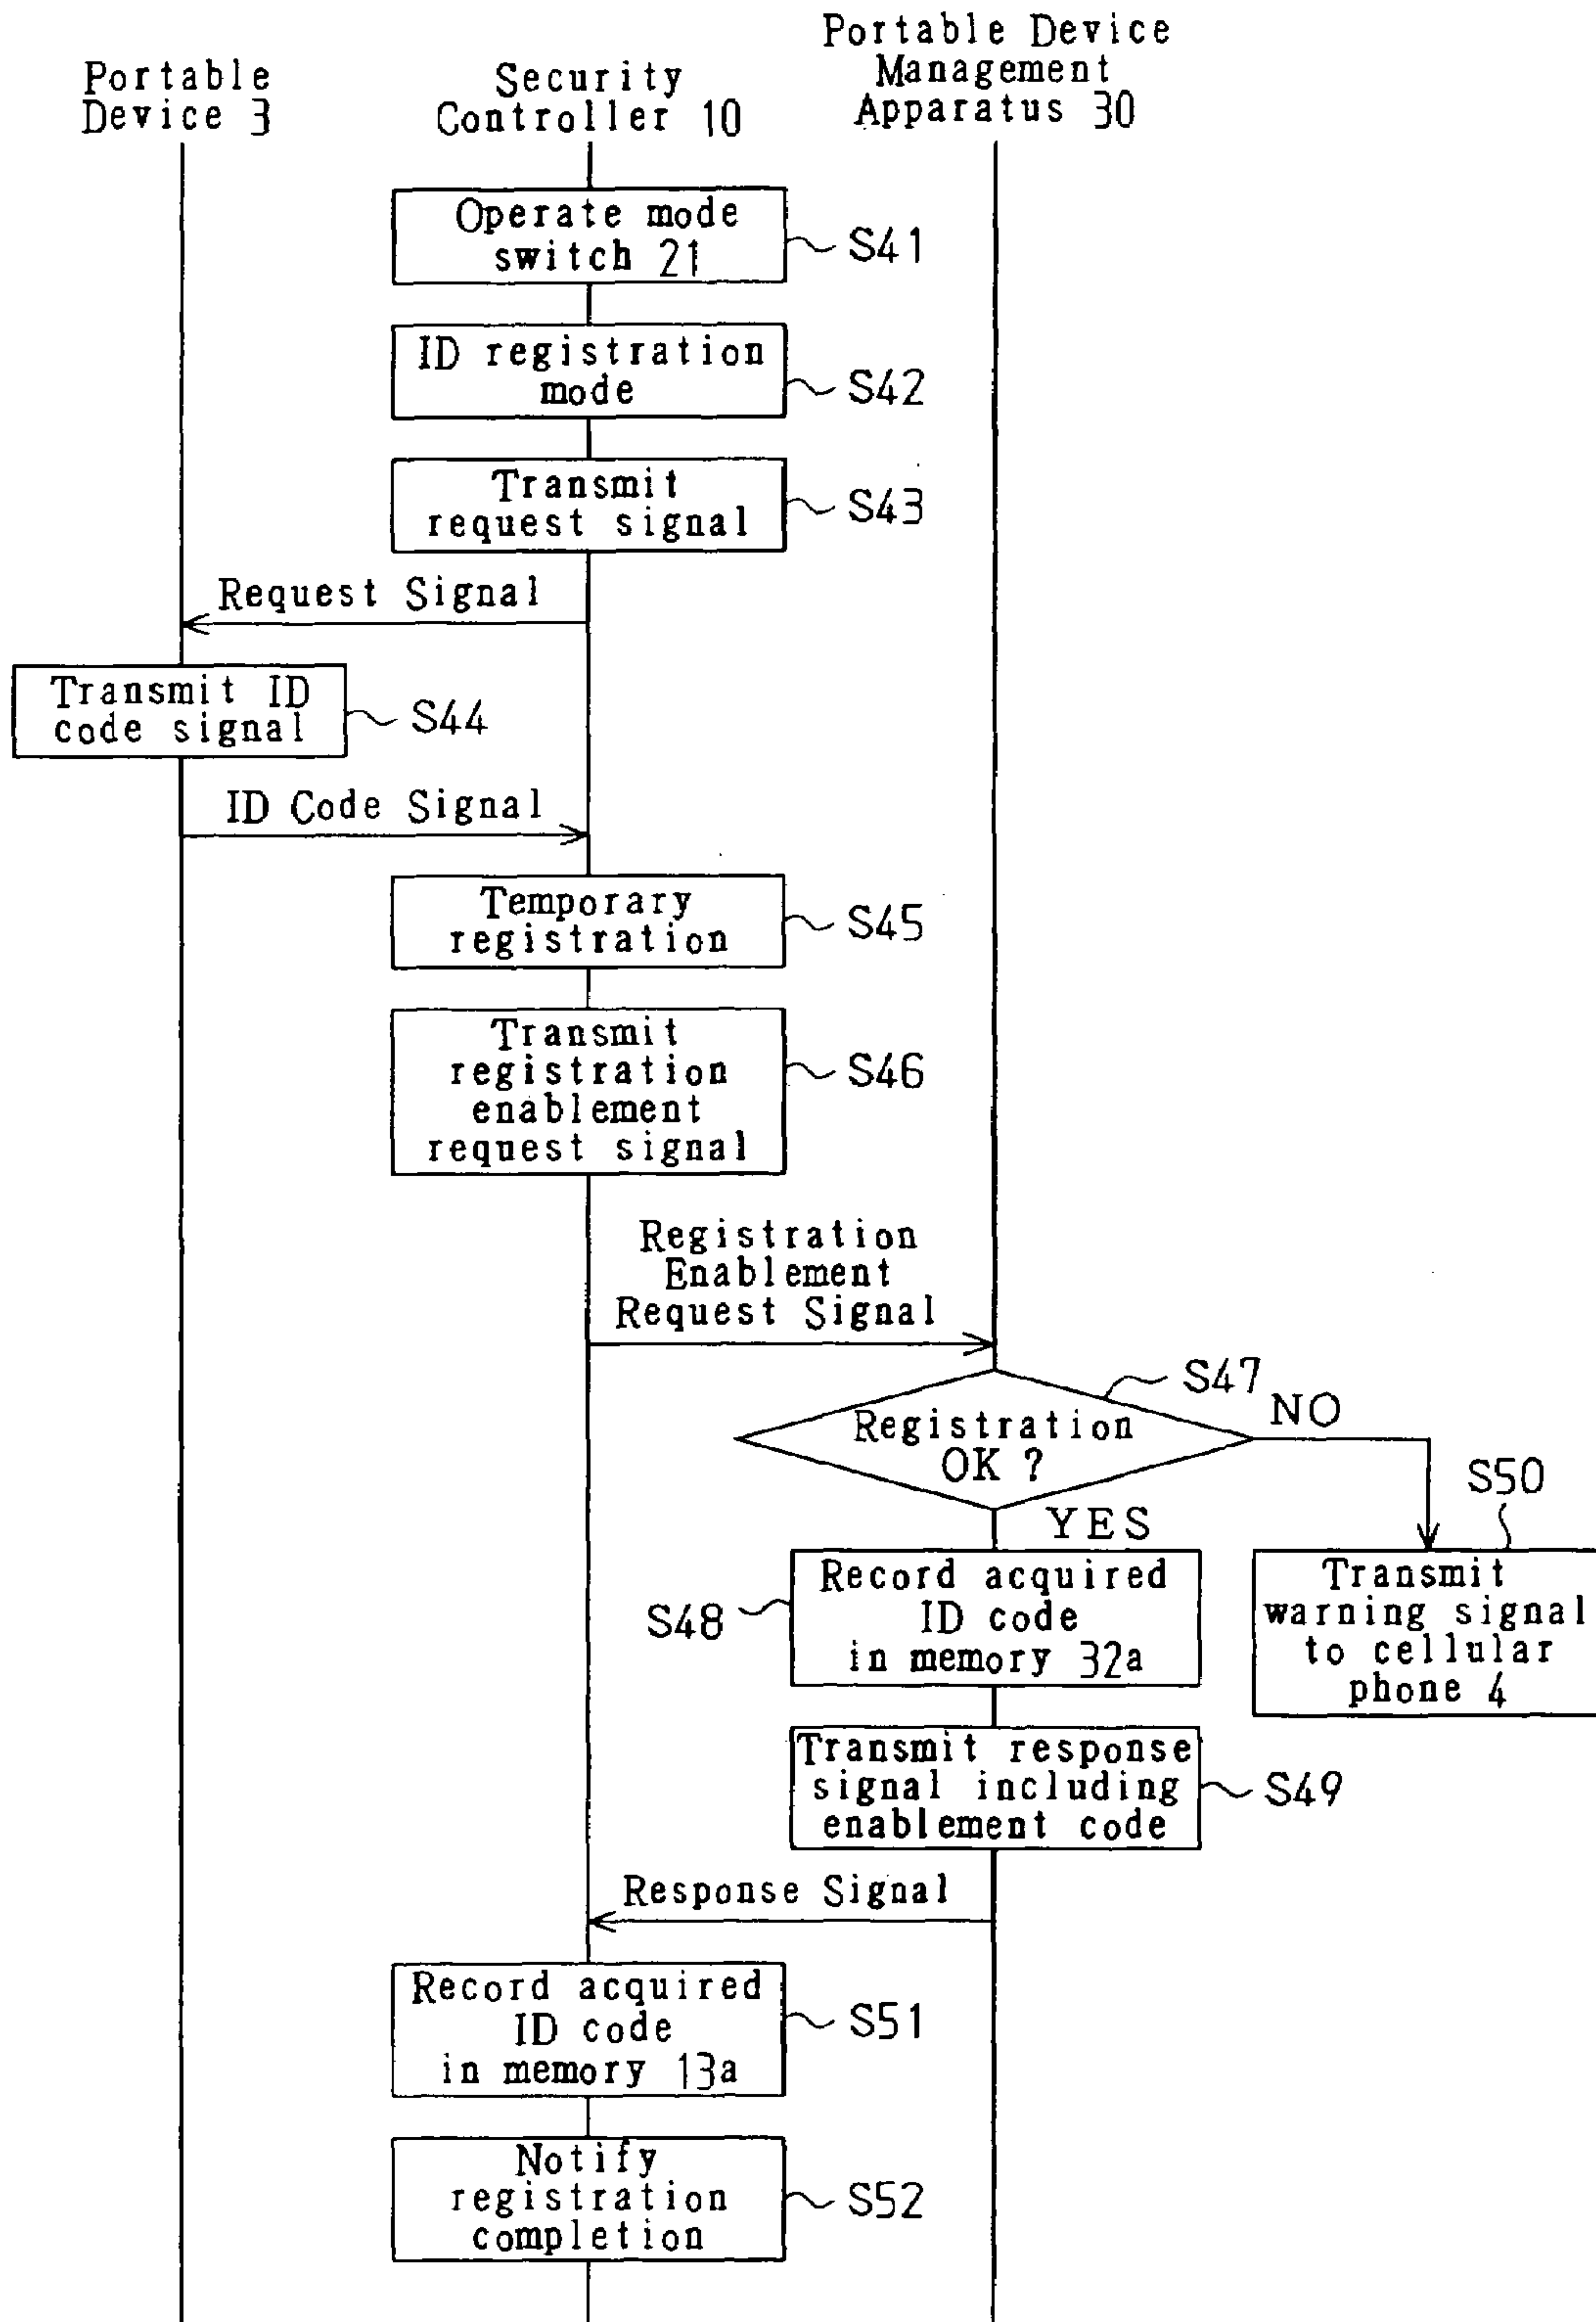 Portable
Device 3
Security
Controller 10
Portable Device
Management
Apparatus 30
Operate mode
switch 21
S41
ID registration
mode
S42
Transmit
request signal
S43
Request Signal
Transmit ID
code signal
S44
ID Code Signal
Temporary
registration
S45
Transmit
registration
enablement
request signal
S46
Registration
Enablement
Request Signal
S47
Registration
OK ?
NO
YES
S50
Record acquired
ID code
in memory 32a
S48
Transmit
warning signal
to cellular
phone 4
Transmit response
signal including
enablement code
S49
Response Signal
Record acquired
ID code
in memory 13a
S51
Notify
registration
completion
S52